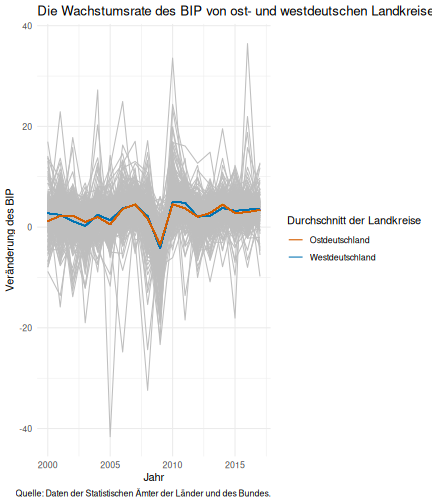 Die Wachstumsrate des BIP von ost- und westdeutschen Landkreise
40
20
0
-20
-40
Veränderung des BIP
2000
2005
2010
2015
Jahr
Durchschnitt der Landkreise
Ostdeutschland
Westdeutschland
Quelle: Daten der Statistischen Ämter der Länder und des Bundes.